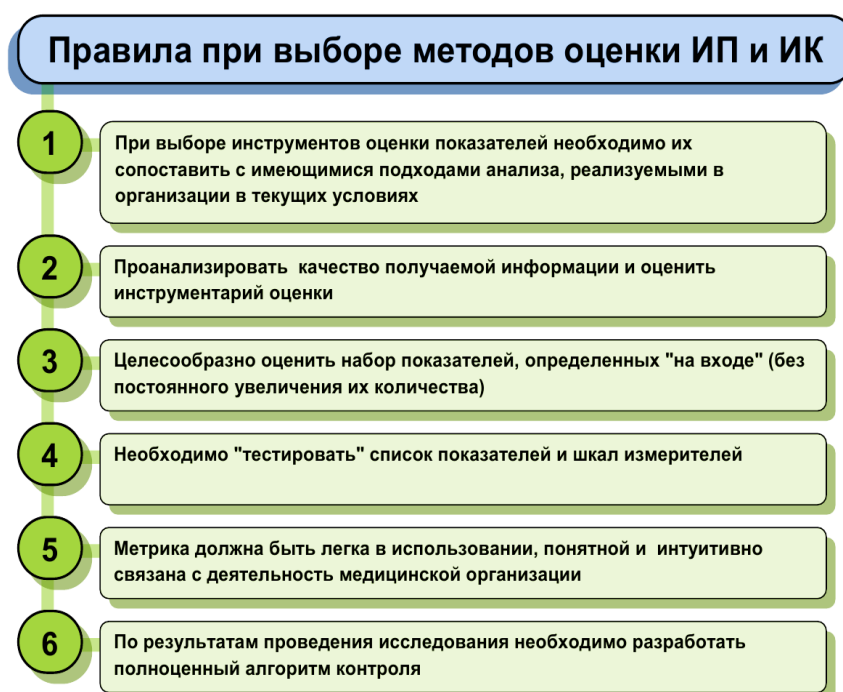 Правила при выборе методов оценки ИП и ИК
1
При выборе инструментов оценки показателей необходимо их
сопоставить с имеющимися подходами анализа, реализуемыми в
организации в текущих условиях
2
Проанализировать качество получаемой информации и оценить
инструментарий оценки
3
Целесообразно оценить набор показателей, определенных "на входе" (без
постоянного увеличения их количества)
4
Необходимо "тестировать" список показателей и шкал измерителей
5
Метрика должна быть легка в использовании, понятной и интуитивно
связана с деятельность медицинской организации
6
По результатам проведения исследования необходимо разработать
полноценный алгоритм контроля